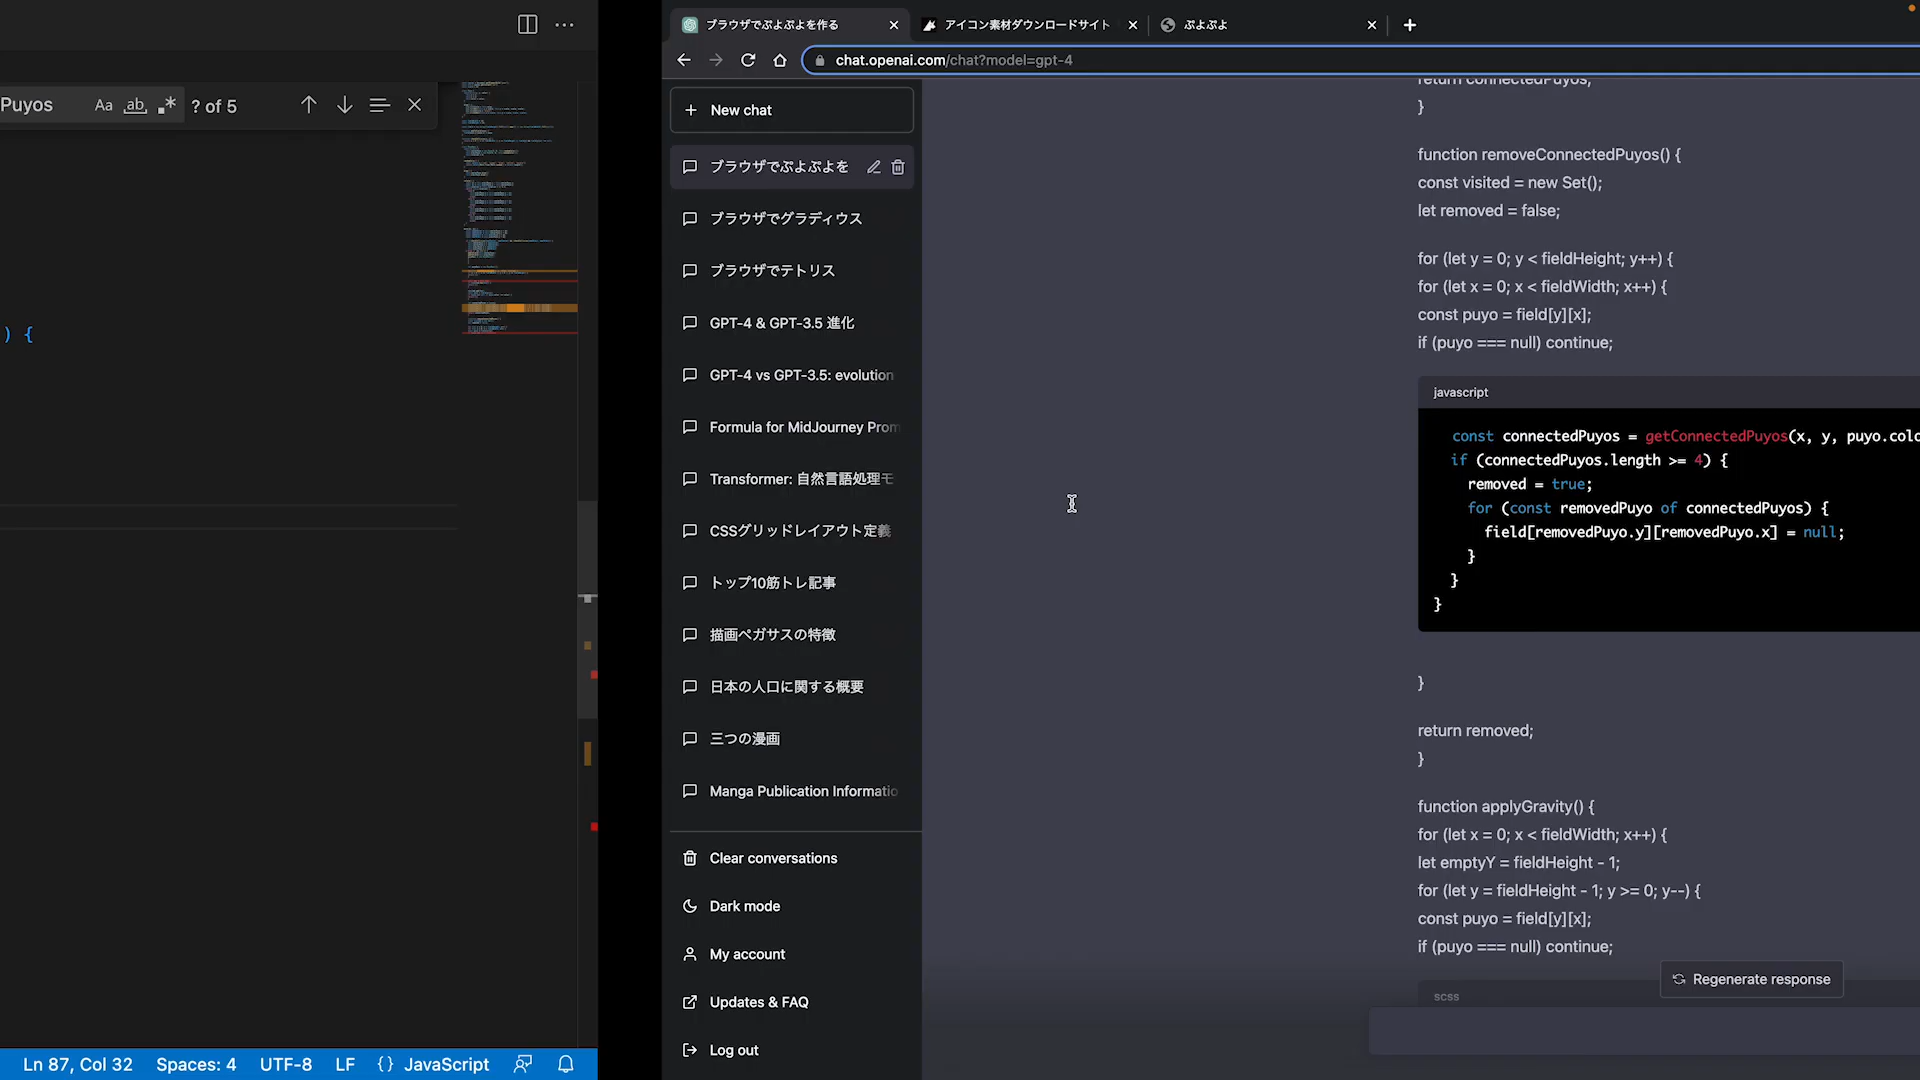 Puyos
Aa
ab
? of 5
) {
Ln 87, Col 32
Spaces: 4
UTF-8
LF
{ }
JavaScript
ブラウザでぷよぷよを作る
アイコン素材ダウンロードサイト
ぷよぷよ
chat.openai.com/chat?model=gpt-4
New chat
ブラウザでぷよぷよを
ブラウザでグラディウス
ブラウザでテトリス
GPT-4 & GPT-3.5 進化
GPT-4 vs GPT-3.5: evolution
Formula for MidJourney Prom
Transformer: 自然言語処理モ
CSSグリッドレイアウト定義
トップ10筋トレ記事
描画ペガサスの特徴
日本の人口に関する概要
三つの漫画
Manga Publication Informatio
Clear conversations
Dark mode
My account
Updates & FAQ
Log out
return connectedPuyos;
}
function removeConnectedPuyos() {
const visited = new Set();
let removed = false;
for (let y = 0; y < fieldHeight; y++) {
for (let x = 0; x < fieldWidth; x++) {
const puyo = field[y][x];
if (puyo === null) continue;
javascript
const connectedPuyos = getConnectedPuyos(x, y, puyo.colo
if (connectedPuyos.length >= 4) {
removed = true;
for (const removedPuyo of connectedPuyos) {
field[removedPuyo.y][removedPuyo.x] = null;
}
}
}
}
return removed;
}
function applyGravity() {
for (let x = 0; x < fieldWidth; x++) {
let emptyY = fieldHeight - 1;
for (let y = fieldHeight - 1; y >= 0; y--) {
const puyo = field[y][x];
if (puyo === null) continue;
Regenerate response
scss